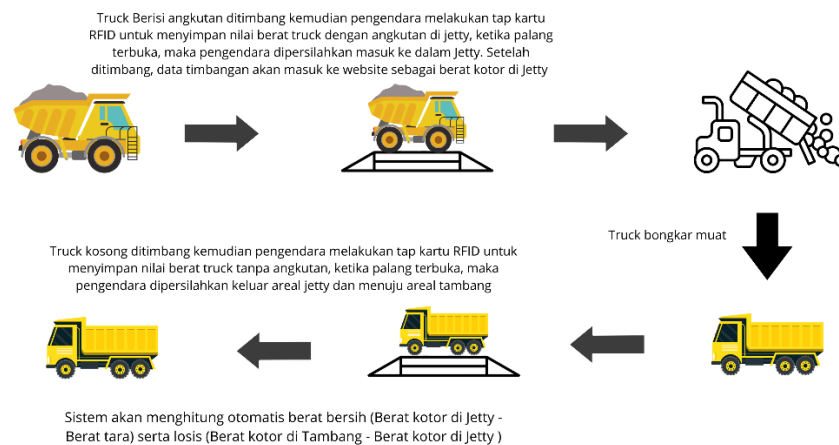 Truck Berisi angkutan ditimbang kemudian pengendara melakukan tap kartu
RFID untuk menyimpan nilai berat truck dengan angkutan di jetty, ketika palang
terbuka, maka pengendara dipersilahkan masuk ke dalam Jetty. Setelah
ditimbang, data timbangan akan masuk ke website sebagai berat kotor di Jetty
Truck bongkar muat
Truck kosong ditimbang kemudian pengendara melakukan tap kartu RFID untuk
menyimpan nilai berat truck tanpa angkutan, ketika palang terbuka, maka
pengendara dipersilahkan keluar areal jetty dan menuju areal tambang
Sistem akan menghitung otomatis berat bersih (Berat kotor di Jetty -
Berat tara) serta losis (Berat kotor di Tambang - Berat kotor di Jetty )